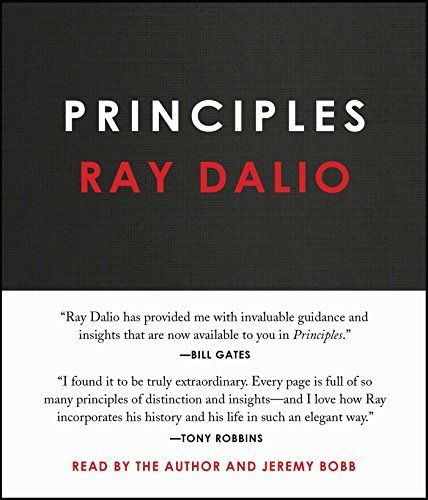 PRINCIPLES
RAY DALIO
“Ray Dalio has provided me with invaluable guidance and
insights that are now available to you in Principles.”
—BILL GATES
“I found it to be truly extraordinary. Every page is full of so
many principles of distinction and insights—and I love how Ray
incorporates his history and his life in such an elegant way.”
—TONY ROBBINS
READ BY THE AUTHOR AND JEREMY BOBB